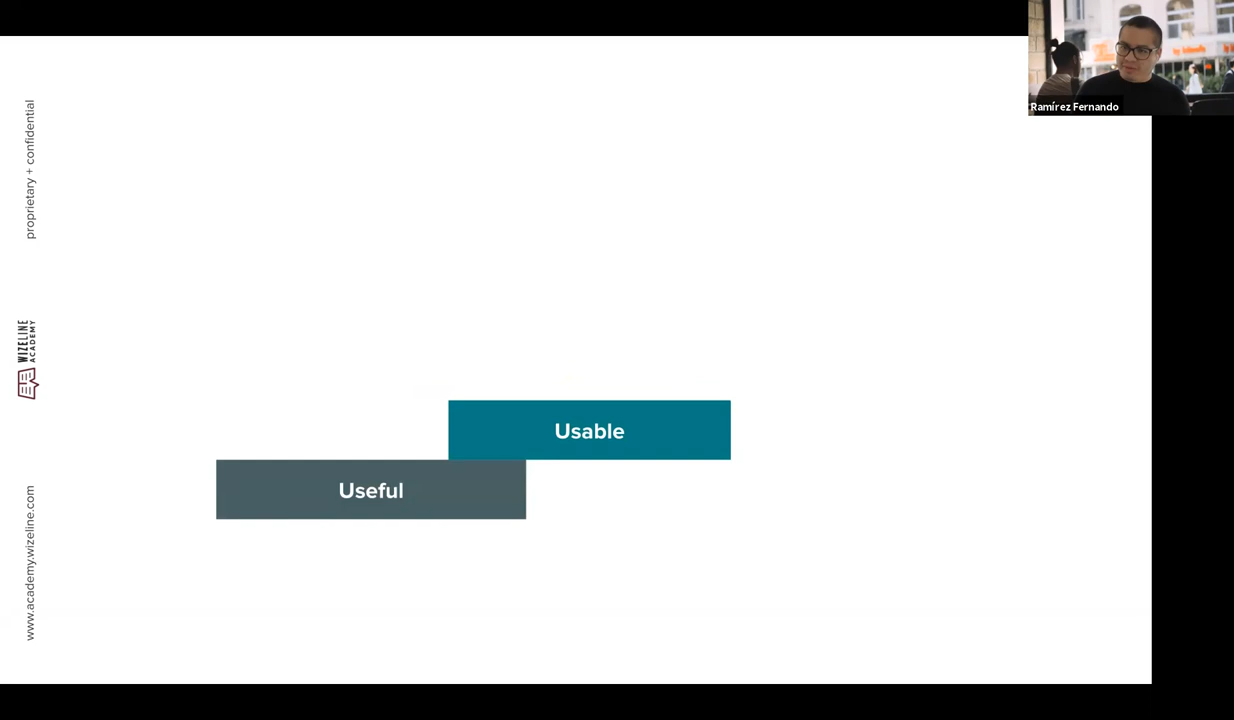 Ramírez Fernando
proprietary + confidential
WIZELINE
ACADEMY
www.academy.wizeline.com
Usable
Useful